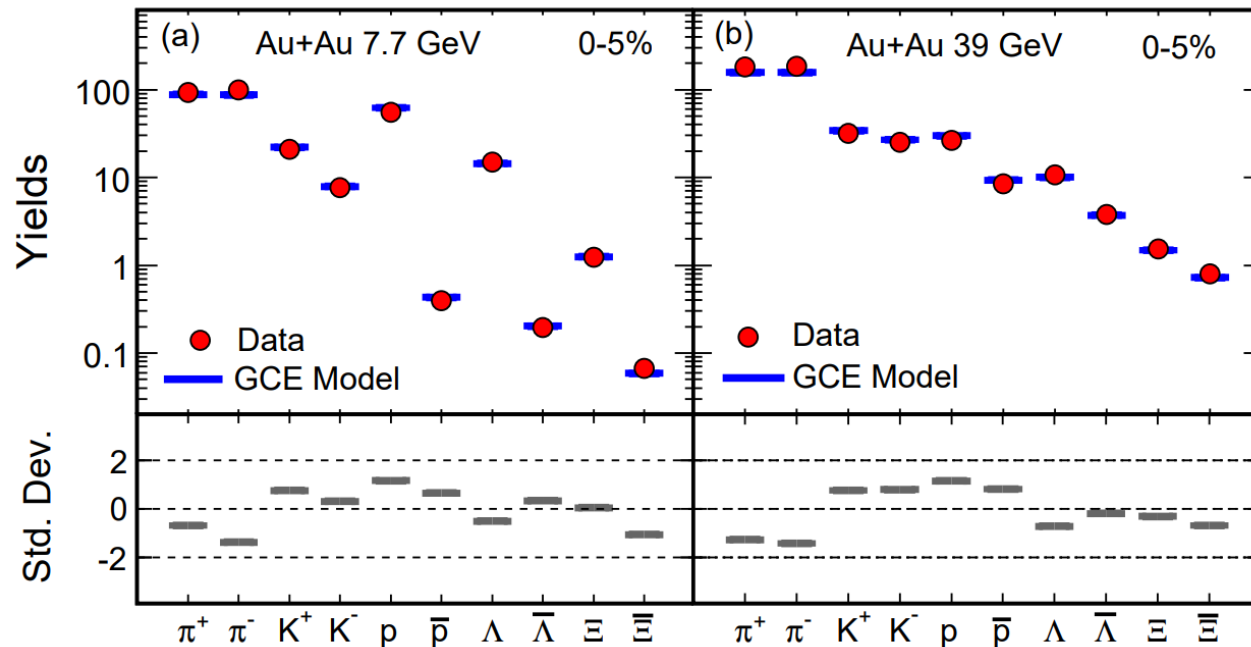 (a) Au+Au 7.7 GeV 0-5%
(b) Au+Au 39 GeV 0-5%
Yields
100
10
1
0.1
Data
GCE Model
Data
GCE Model
Std. Dev.
2
0
-2
π⁺ π⁻ K⁺ K⁻ p p̅ Λ Λ̅ Ξ Ξ̅
π⁺ π⁻ K⁺ K⁻ p p̅ Λ Λ̅ Ξ Ξ̅